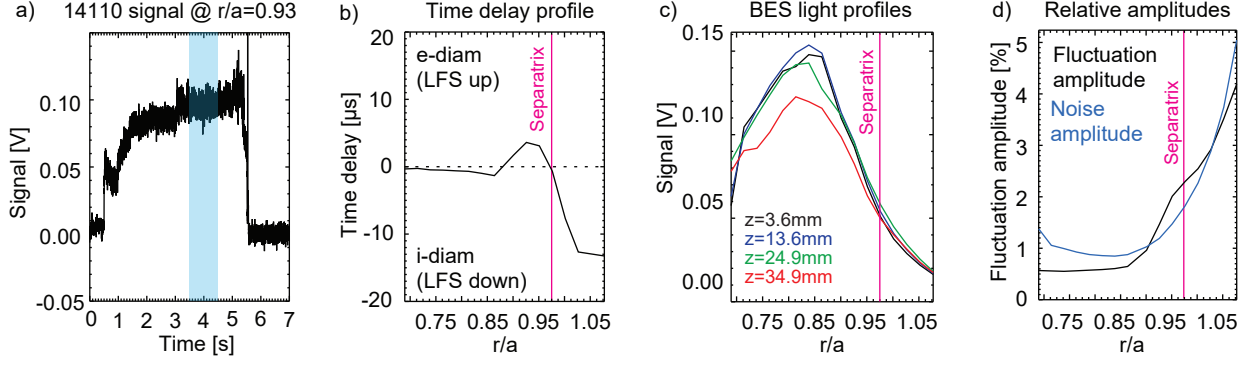 a) 14110 signal @ r/a=0.93
Signal [V]
0.10
0.05
0.00
-0.05
0 1 2 3 4 5 6 7
Time [s]
b) Time delay profile
Time delay [µs]
20
10
0
-10
-20
e-diam
(LFS up)
Separatrix
i-diam
(LFS down)
0.75 0.85 0.95 1.05
r/a
c) BES light profiles
Signal [V]
0.15
0.10
0.05
0.00
Separatrix
z=3.6mm
z=13.6mm
z=24.9mm
z=34.9mm
0.75 0.85 0.95 1.05
r/a
d) Relative amplitudes
Fluctuation amplitude [%]
5
4
3
2
1
0
Fluctuation
amplitude
Noise
amplitude
Separatrix
0.75 0.85 0.95 1.05
r/a